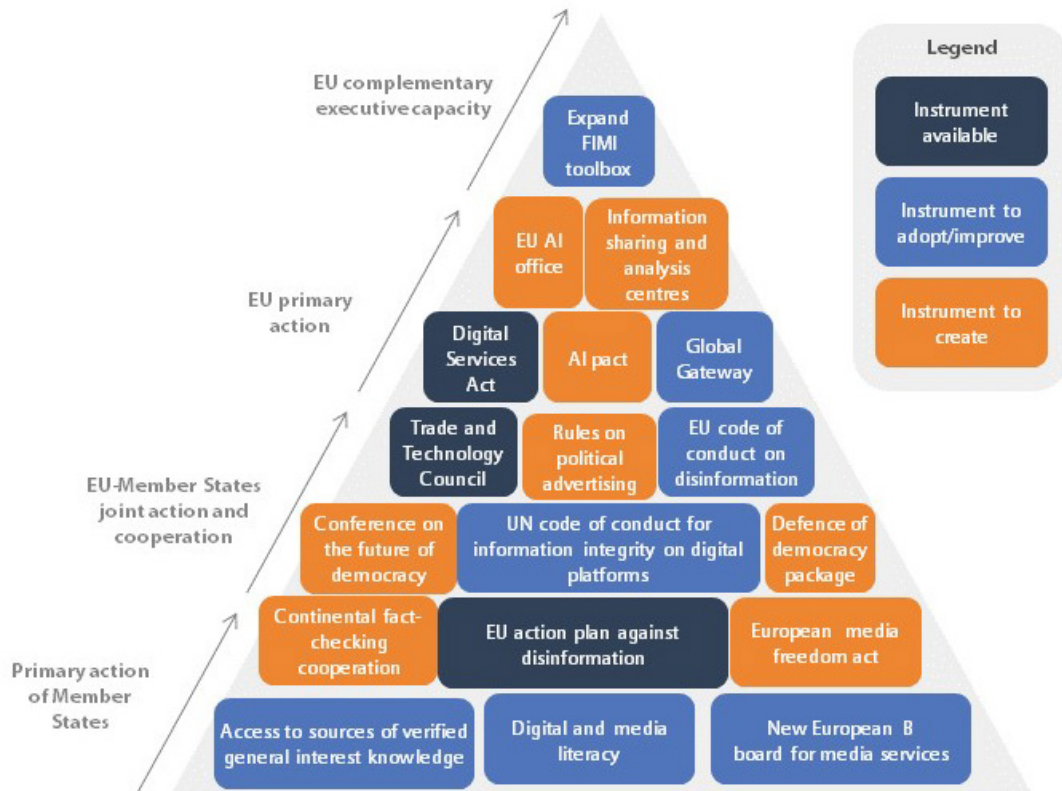 EU complementary
executive capacity
EU primary
action
EU-Member States
joint action and
cooperation
Primary action
of Member
States
Expand
FIMI
toolbox
EU AI
office
Information
sharing and
analysis
centres
Digital
Services
Act
AI pact
Global
Gateway
Trade and
Technology
Council
Rules on
political
advertising
EU code of
conduct on
disinformation
Conference on
the future of
democracy
UN code of conduct for
information integrity on digital
platforms
Defence of
democracy
package
Continental fact-
checking
cooperation
EU action plan against
disinformation
European media
freedom act
Access to sources of verified
general interest knowledge
Digital and media
literacy
New European B
board for media services
Legend
Instrument
available
Instrument to
adopt/improve
Instrument to
create